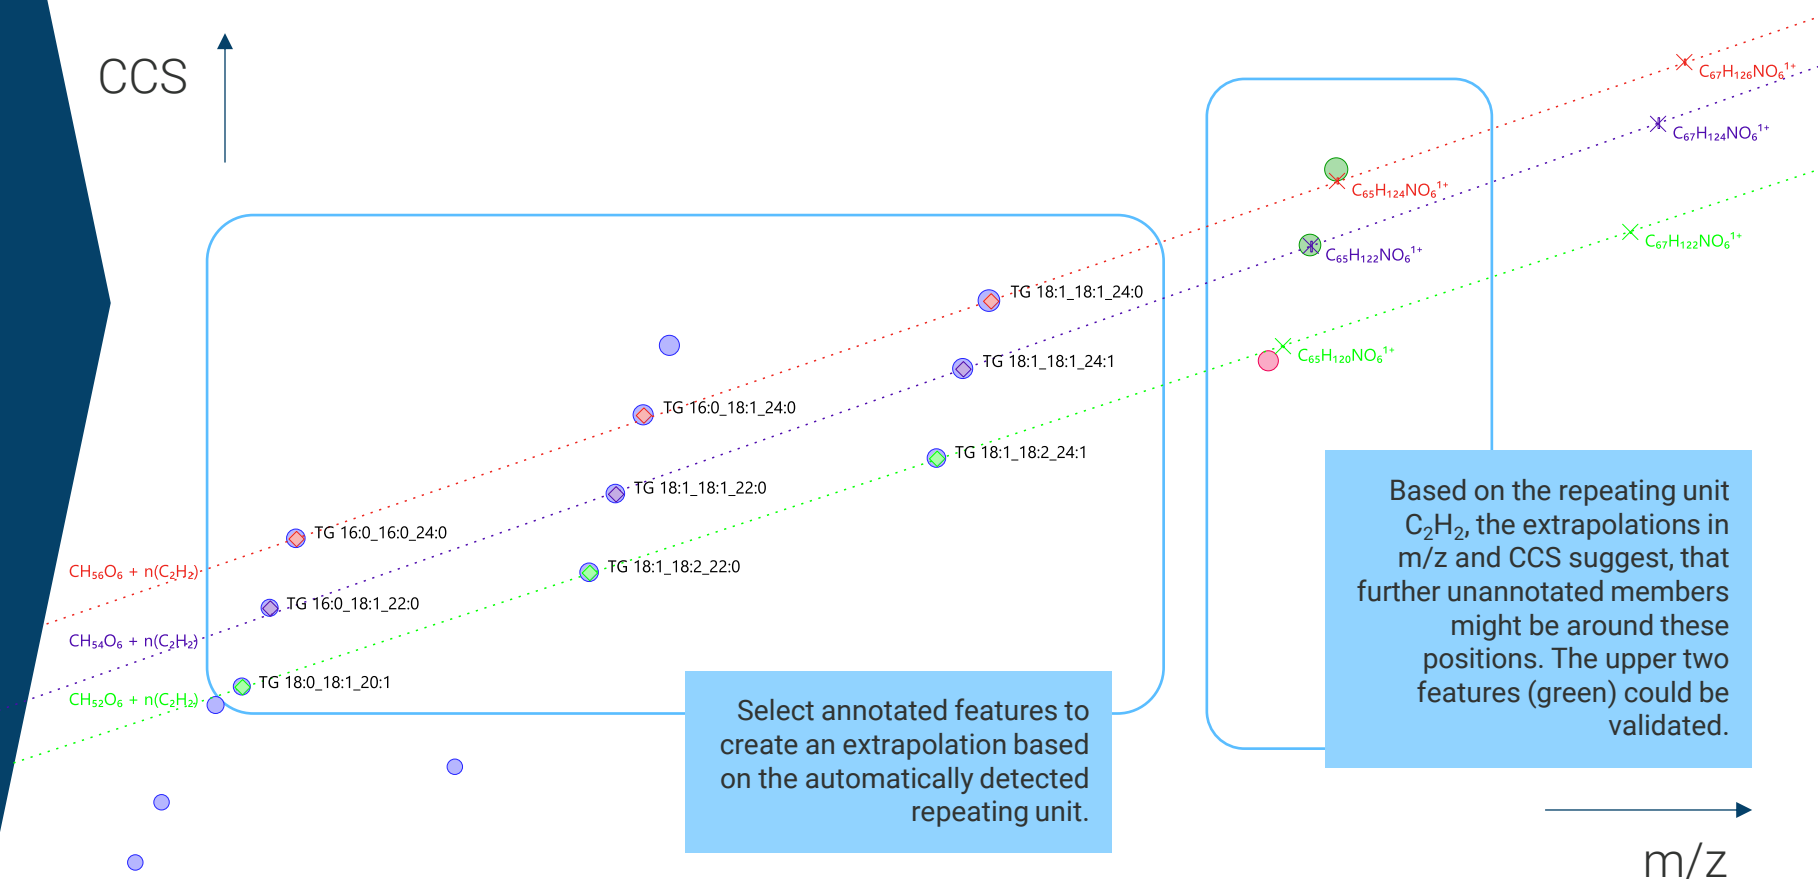 CCS
C₆₇H₁₂₆NO₆¹⁺
C₆₇H₁₂₄NO₆¹⁺
C₆₅H₁₂₄NO₆¹⁺
C₆₇H₁₂₂NO₆¹⁺
C₆₅H₁₂₂NO₆¹⁺
TG 18:1_18:1_24:0
C₆₅H₁₂₀NO₆¹⁺
TG 18:1_18:1_24:1
TG 16:0_18:1_24:0
TG 18:1_18:2_24:1
TG 18:1_18:1_22:0
TG 16:0_16:0_24:0
TG 18:1_18:2_22:0
CH₅₆O₆ + n(C₂H₂)
TG 16:0_18:1_22:0
CH₅₄O₆ + n(C₂H₂)
TG 18:0_18:1_20:1
CH₅₂O₆ + n(C₂H₂)
Based on the repeating unit
C₂H₂, the extrapolations in
m/z and CCS suggest, that
further unannotated members
might be around these
positions. The upper two
features (green) could be
validated.
Select annotated features to
create an extrapolation based
on the automatically detected
repeating unit.
m/z